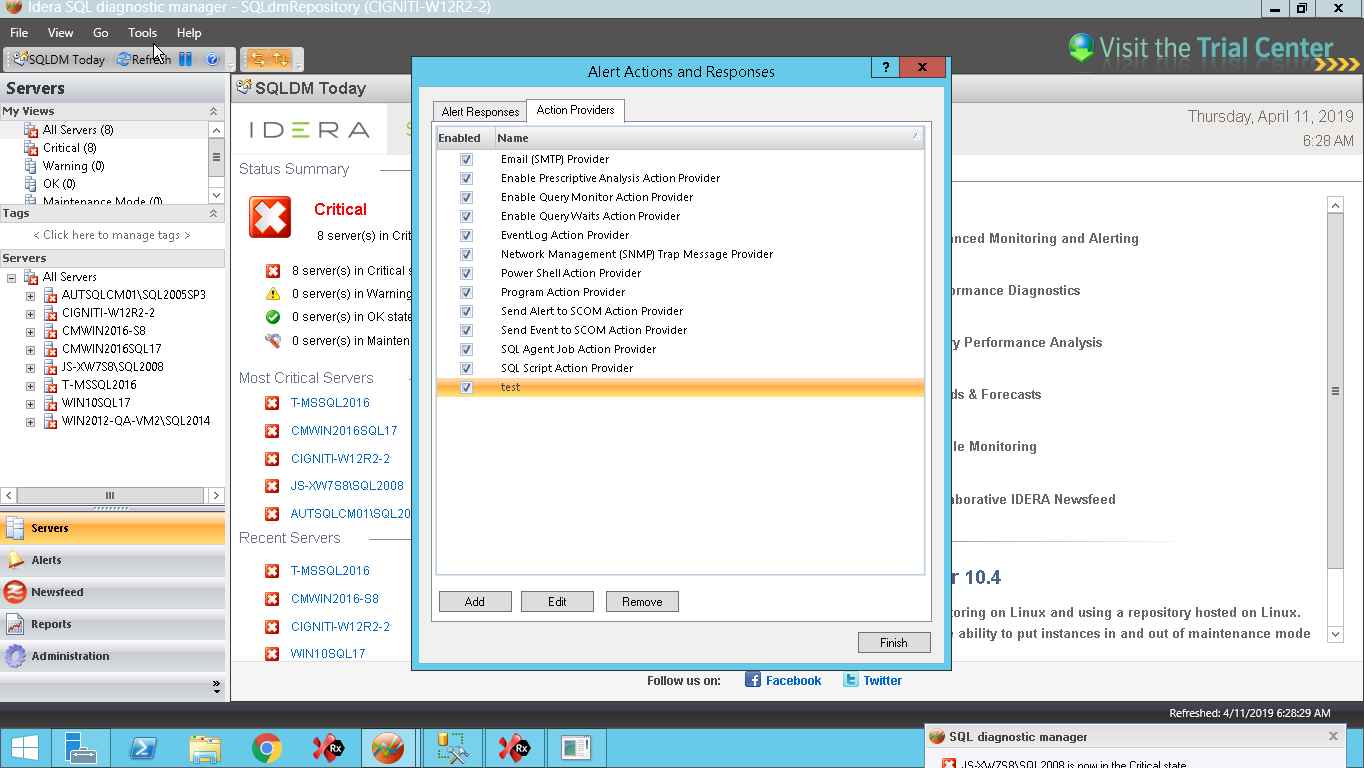 Idera SQL diagnostic manager - SQLdmRepository (CIGNITI-W12R2-2)
File View Go Tools Help
SQLDM Today Refresh
Visit the Trial Center
Servers
My Views
All Servers (8)
Critical (8)
Warning (0)
OK (0)
Maintenance Mode (0)
Tags
< Click here to manage tags >
Servers
All Servers
AUTSQLCM01\SQL2005SP3
CIGNITI-W12R2-2
CMWIN2016-S8
CMWIN2016SQL17
JS-XW7S8\SQL2008
T-MSSQL2016
WIN10SQL17
WIN2012-QA-VM2\SQL2014
Servers
Alerts
Newsfeed
Reports
Administration
SQLDM Today
IDERA
Thursday, April 11, 2019
6:28 AM
Status Summary
Critical
8 server(s) in Crit
8 server(s) in Critical s
0 server(s) in Warning
0 server(s) in OK state
0 server(s) in Mainten
Most Critical Servers
T-MSSQL2016
CMWIN2016SQL17
CIGNITI-W12R2-2
JS-XW7S8\SQL2008
AUTSQLCM01\SQL20
Recent Servers
T-MSSQL2016
CMWIN2016-S8
CIGNITI-W12R2-2
WIN10SQL17
Alert Actions and Responses
?
Alert Responses Action Providers
Enabled Name
Email (SMTP) Provider
Enable Prescriptive Analysis Action Provider
Enable Query Monitor Action Provider
Enable Query Waits Action Provider
EventLog Action Provider
Network Management (SNMP) Trap Message Provider
Power Shell Action Provider
Program Action Provider
Send Alert to SCOM Action Provider
Send Event to SCOM Action Provider
SQL Agent Job Action Provider
SQL Script Action Provider
test
Add Edit Remove
Finish
nced Monitoring and Alerting
rmance Diagnostics
ry Performance Analysis
ds & Forecasts
le Monitoring
aborative IDERA Newsfeed
r 10.4
toring on Linux and using a repository hosted on Linux.
ability to put instances in and out of maintenance mode
Follow us on: Facebook Twitter
Refreshed: 4/11/2019 6:28:29 AM
SQL diagnostic manager
JS-XW7S8\SQL2008 is now in the Critical state